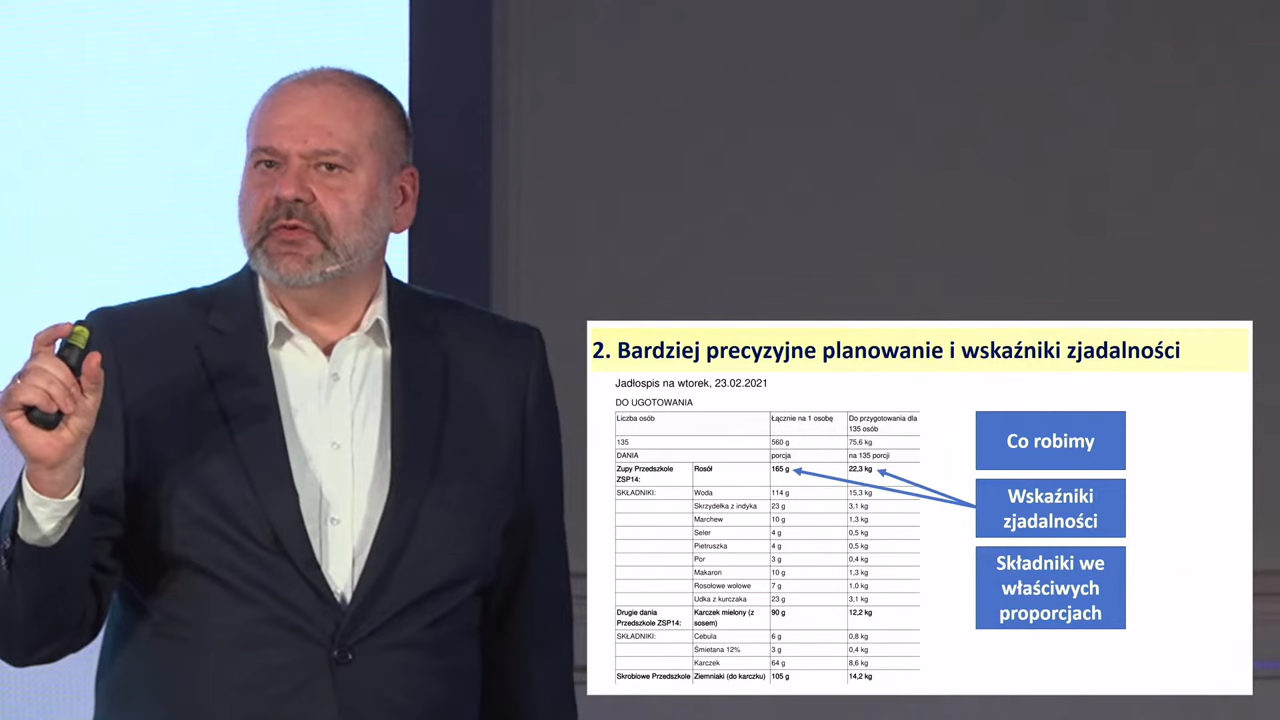 2. Bardziej precyzyjne planowanie i wskaźniki zjadalności
Jadłospis na wtorek, 23.02.2021
DO UGOTOWANIA
Liczba osób Łącznie na 1 osobę Do przygotowania dla
135 osób
135 560 g 75,6 kg
DANIA porcja na 135 porcji
Zupy Przedszkole Rosół 165 g 22,3 kg
ZSP14:
SKŁADNIKI: Woda 114 g 15,3 kg
Skrzydełka z indyka 23 g 3,1 kg
Marchew 10 g 1,3 kg
Seler 4 g 0,5 kg
Pietruszka 4 g 0,5 kg
Por 3 g 0,4 kg
Makaron 10 g 1,3 kg
Rosołowe wołowe 7 g 1,0 kg
Udka z kurczaka 23 g 3,1 kg
Drugie dania Karczek mielony (z 90 g 12,2 kg
Przedszkole ZSP14: sosem)
SKŁADNIKI: Cebula 6 g 0,8 kg
Śmietana 12% 3 g 0,4 kg
Karczek 64 g 8,6 kg
Skrobiowe Przedszkole Ziemniaki (do karczku) 105 g 14,2 kg
Co robimy
Wskaźniki
zjadalności
Składniki we
właściwych
proporcjach